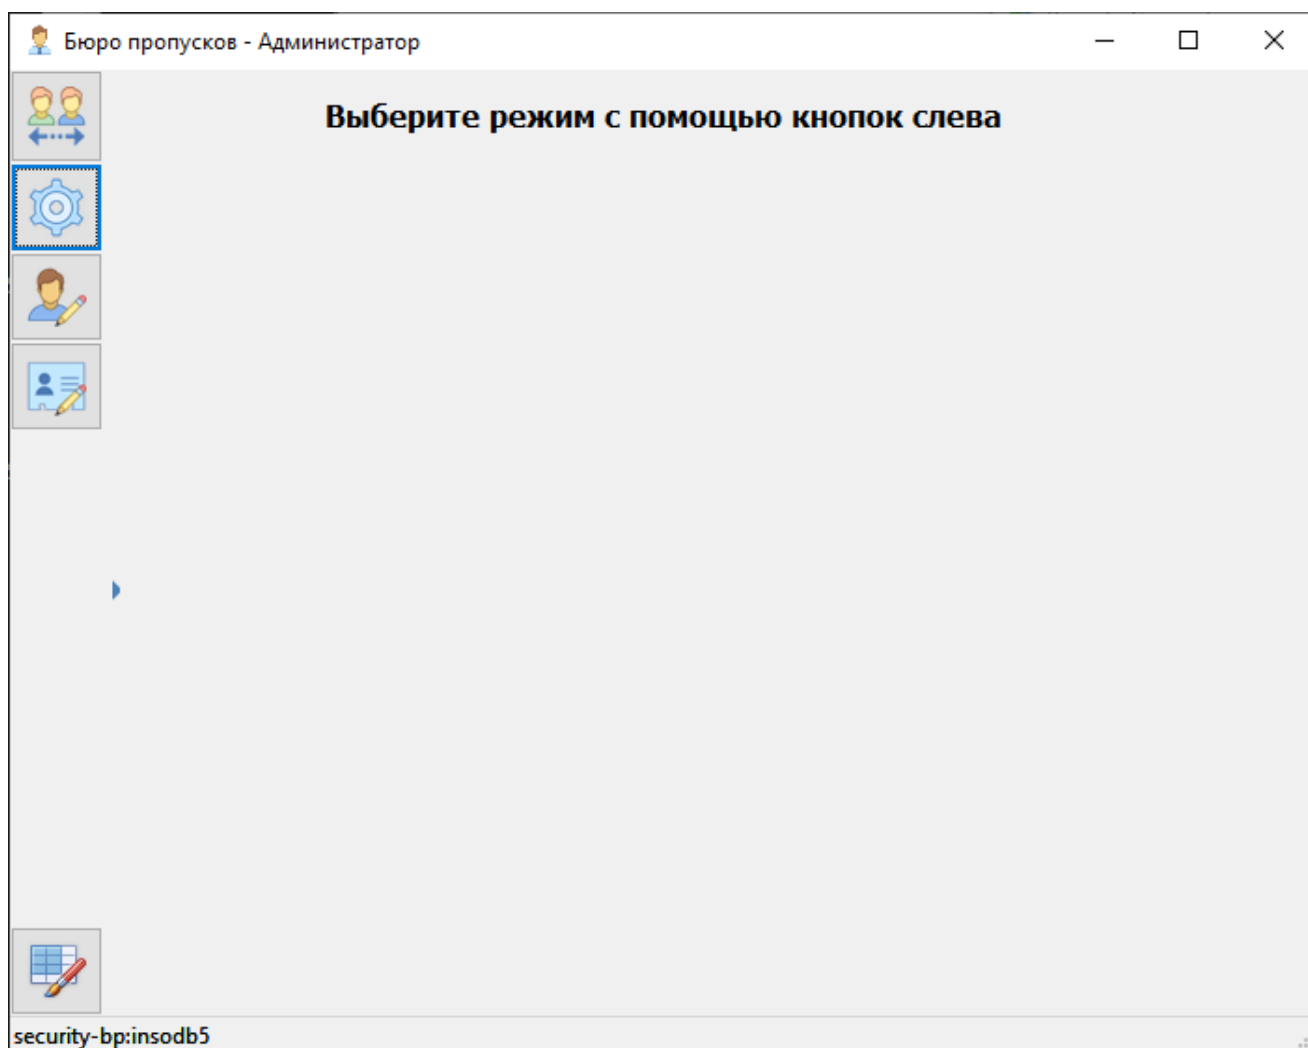 Бюро пропусков - Администратор
Выберите режим с помощью кнопок слева
security-bp:insodb5